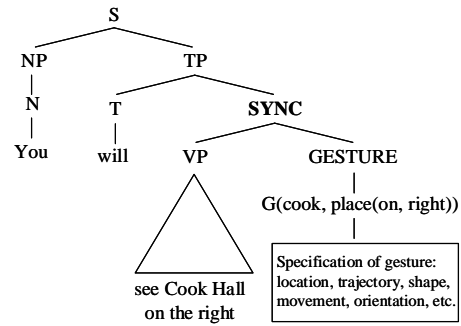 S
NP TP
N T SYNC
You will VP GESTURE
G(cook, place(on, right))
see Cook Hall
on the right
Specification of gesture:
location, trajectory, shape,
movement, orientation, etc.